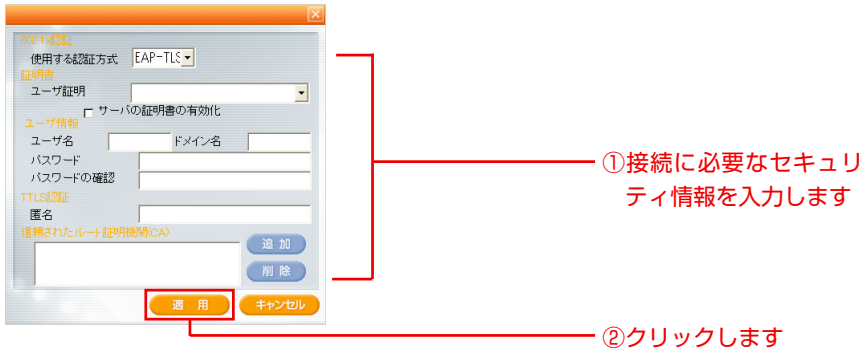 802.1x認証
使用する認証方式 EAP-TLS
証明書
ユーザ証明
サーバの証明書の有効化
ユーザ情報
ユーザ名 ドメイン名
パスワード
パスワードの確認
TTLS認証
匿名
信頼されたルート証明機関(CA)
追 加
削 除
適 用 キャンセル
①接続に必要なセキュリ
ティ情報を入力します
②クリックします